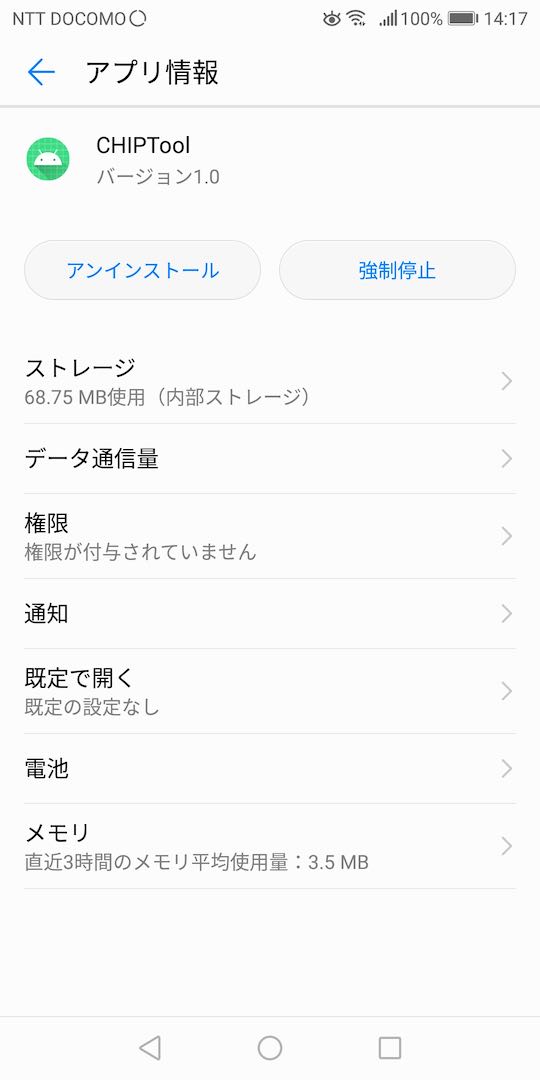 NTT DOCOMO 100% 14:17
アプリ情報
CHIPTool
バージョン1.0
アンインストール 強制停止
ストレージ
68.75 MB使用（内部ストレージ）
データ通信量
権限
権限が付与されていません
通知
既定で開く
既定の設定なし
電池
メモリ
直近3時間のメモリ平均使用量：3.5 MB